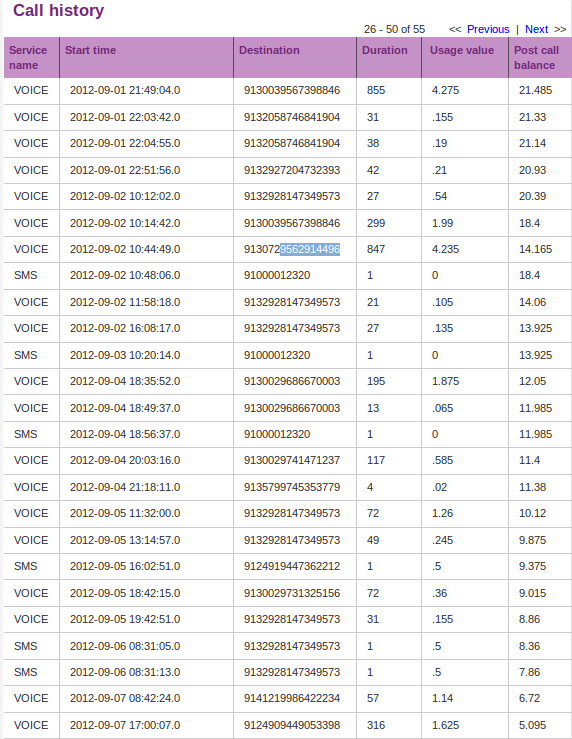 Call history
26 - 50 of 55 << Previous | Next >>
Service name Start time Destination Duration Usage value Post call balance
VOICE 2012-09-01 21:49:04.0 9130039567398846 855 4.275 21.485
VOICE 2012-09-01 22:03:42.0 9132058746841904 31 .155 21.33
VOICE 2012-09-01 22:04:55.0 9132058746841904 38 .19 21.14
VOICE 2012-09-01 22:51:56.0 9132927204732393 42 .21 20.93
VOICE 2012-09-02 10:12:02.0 9132928147349573 27 .54 20.39
VOICE 2012-09-02 10:14:42.0 9130039567398846 299 1.99 18.4
VOICE 2012-09-02 10:44:49.0 9130729562914496 847 4.235 14.165
SMS 2012-09-02 10:48:06.0 91000012320 1 0 18.4
VOICE 2012-09-02 11:58:18.0 9132928147349573 21 .105 14.06
VOICE 2012-09-02 16:08:17.0 9132928147349573 27 .135 13.925
SMS 2012-09-03 10:20:14.0 91000012320 1 0 13.925
VOICE 2012-09-04 18:35:52.0 9130029686670003 195 1.875 12.05
VOICE 2012-09-04 18:49:37.0 9130029686670003 13 .065 11.985
SMS 2012-09-04 18:56:37.0 91000012320 1 0 11.985
VOICE 2012-09-04 20:03:16.0 9130029741471237 117 .585 11.4
VOICE 2012-09-04 21:18:11.0 9135799745353779 4 .02 11.38
VOICE 2012-09-05 11:32:00.0 9132928147349573 72 1.26 10.12
VOICE 2012-09-05 13:14:57.0 9132928147349573 49 .245 9.875
SMS 2012-09-05 16:02:51.0 9124919447362212 1 .5 9.375
VOICE 2012-09-05 18:42:15.0 9130029731325156 72 .36 9.015
VOICE 2012-09-05 19:42:51.0 9132928147349573 31 .155 8.86
SMS 2012-09-06 08:31:05.0 9132928147349573 1 .5 8.36
SMS 2012-09-06 08:31:13.0 9132928147349573 1 .5 7.86
VOICE 2012-09-07 08:42:24.0 9141219986422234 57 1.14 6.72
VOICE 2012-09-07 17:00:07.0 9124909449053398 316 1.625 5.095